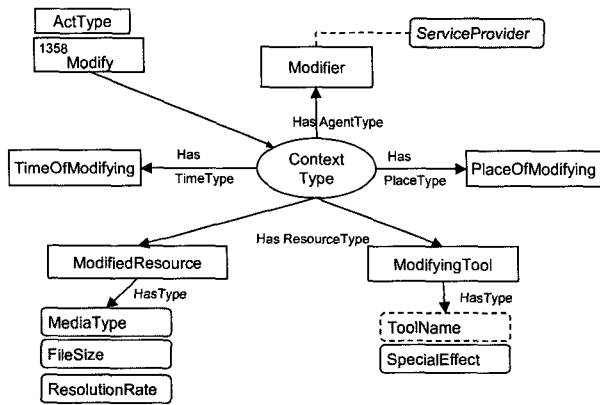 ActType
1358
Modify
ServiceProvider
Modifier
Has AgentType
Has
TimeType
TimeOfModifying
Context
Type
Has
PlaceType
PlaceOfModifying
Has ResourceType
ModifiedResource
ModifyingTool
HasType
HasType
MediaType
ToolName
FileSize
SpecialEffect
ResolutionRate